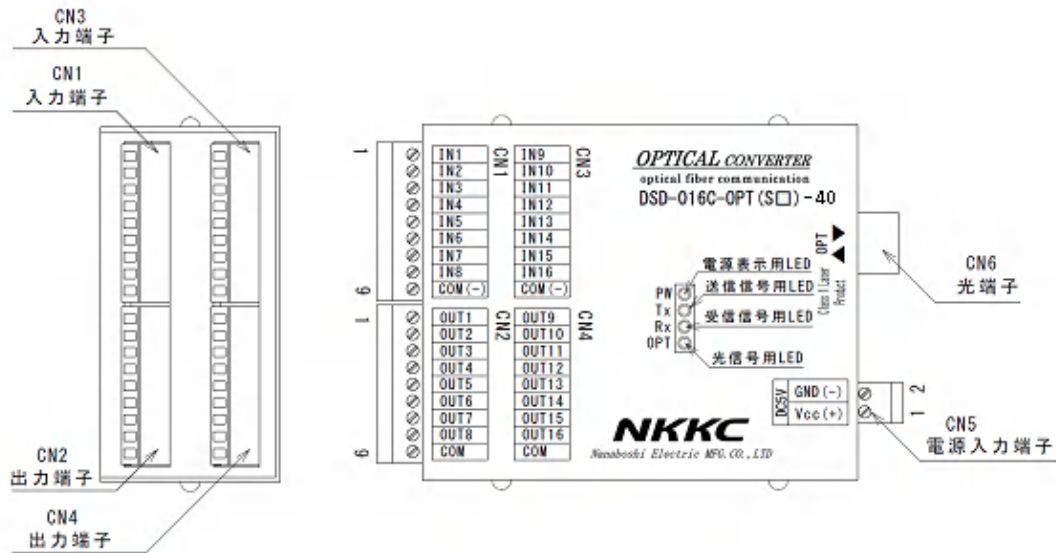 CN3
入力端子
CN1
入力端子
CN2
出力端子
CN4
出力端子
1
9
1
9
IN1
IN2
IN3
IN4
IN5
IN6
IN7
IN8
COM(-)
CN1
IN9
IN10
IN11
IN12
IN13
IN14
IN15
IN16
COM(-)
CN3
OUT1
OUT2
OUT3
OUT4
OUT5
OUT6
OUT7
OUT8
COM
CN2
OUT9
OUT10
OUT11
OUT12
OUT13
OUT14
OUT15
OUT16
COM
CN4
OPTICAL CONVERTER
optical fiber communication
DSD-016C-OPT(S□)-40
PW
Tx
Rx
OPT
電源表示用LED
送信信号用LED
受信信号用LED
光信号用LED
OPT
Class 1 Laser
Product
CN6
光端子
DC5V
GND(-)
Vcc(+)
2
1
CN5
電源入力端子
NKKC
Nanaboshi Electric MFG.CO.,LTD